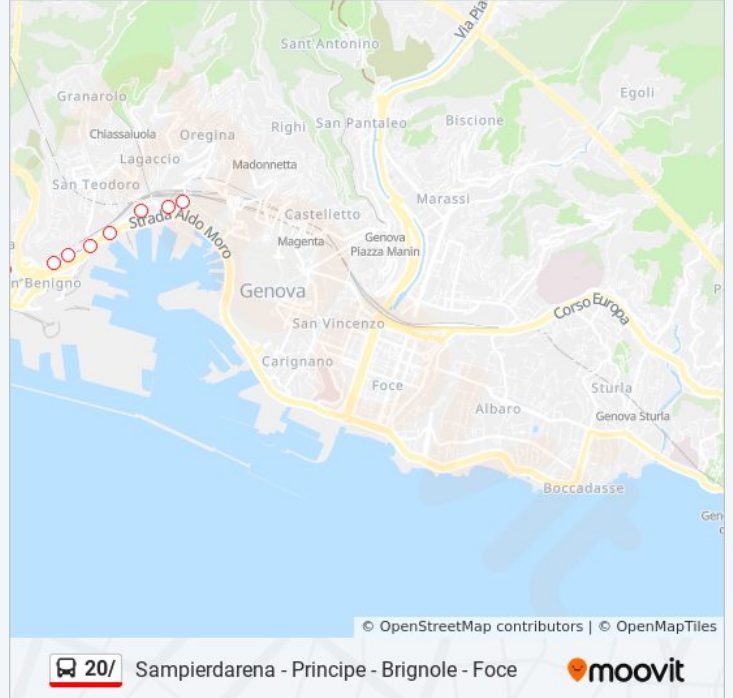 Via Pia
Sant'Antonino
Granarolo
Egoli
Chiassaiuola
Oregina
Righi
San Pantaleo
Biscione
Lagaccio
Madonnetta
San Teodoro
Marassi
Castelletto
Strada Aldo Moro
Magenta
Genova
Piazza Manin
a
n Benigno
Genova
P
Corso Europa
San Vincenzo
Carignano
Foce
Sturla
Albaro
Genova Sturla
Boccadasse
Gen
© OpenStreetMap contributors | © OpenMapTiles
20/ Sampierdarena - Principe - Brignole - Foce
moovit